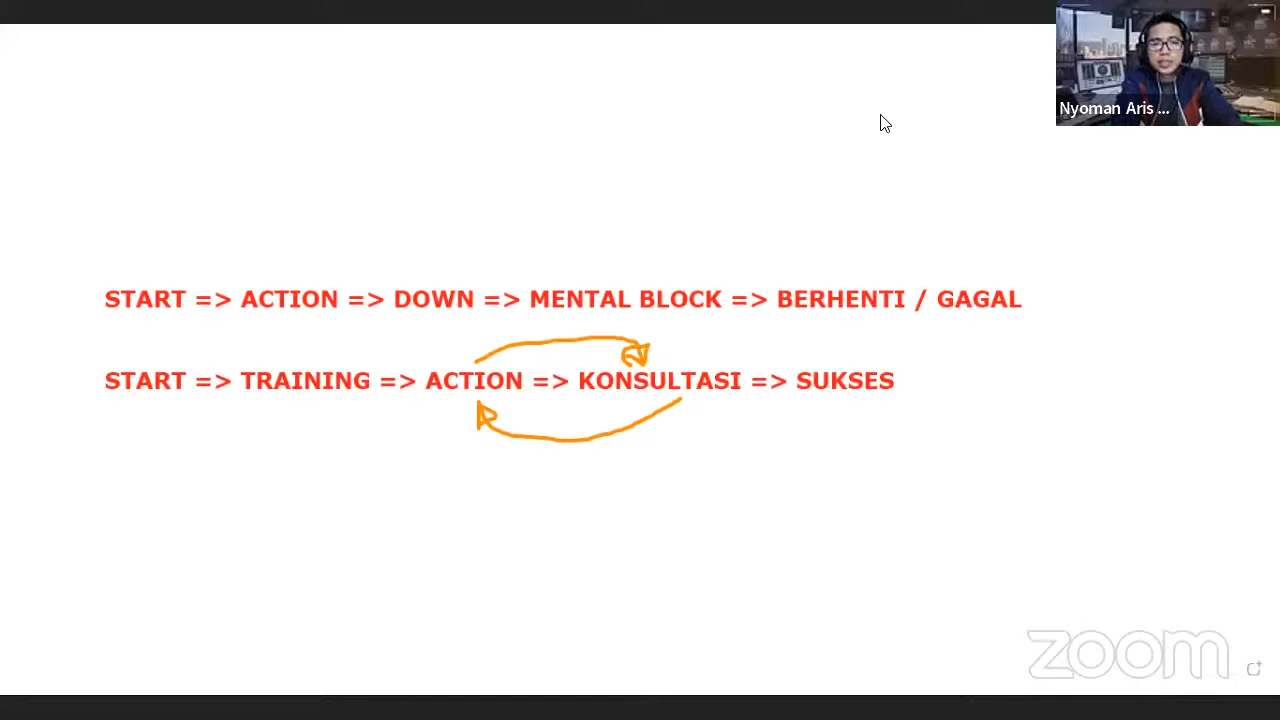 Nyoman Aris ...
START => ACTION => DOWN => MENTAL BLOCK => BERHENTI / GAGAL
START => TRAINING => ACTION => KONSULTASI => SUKSES
zoom